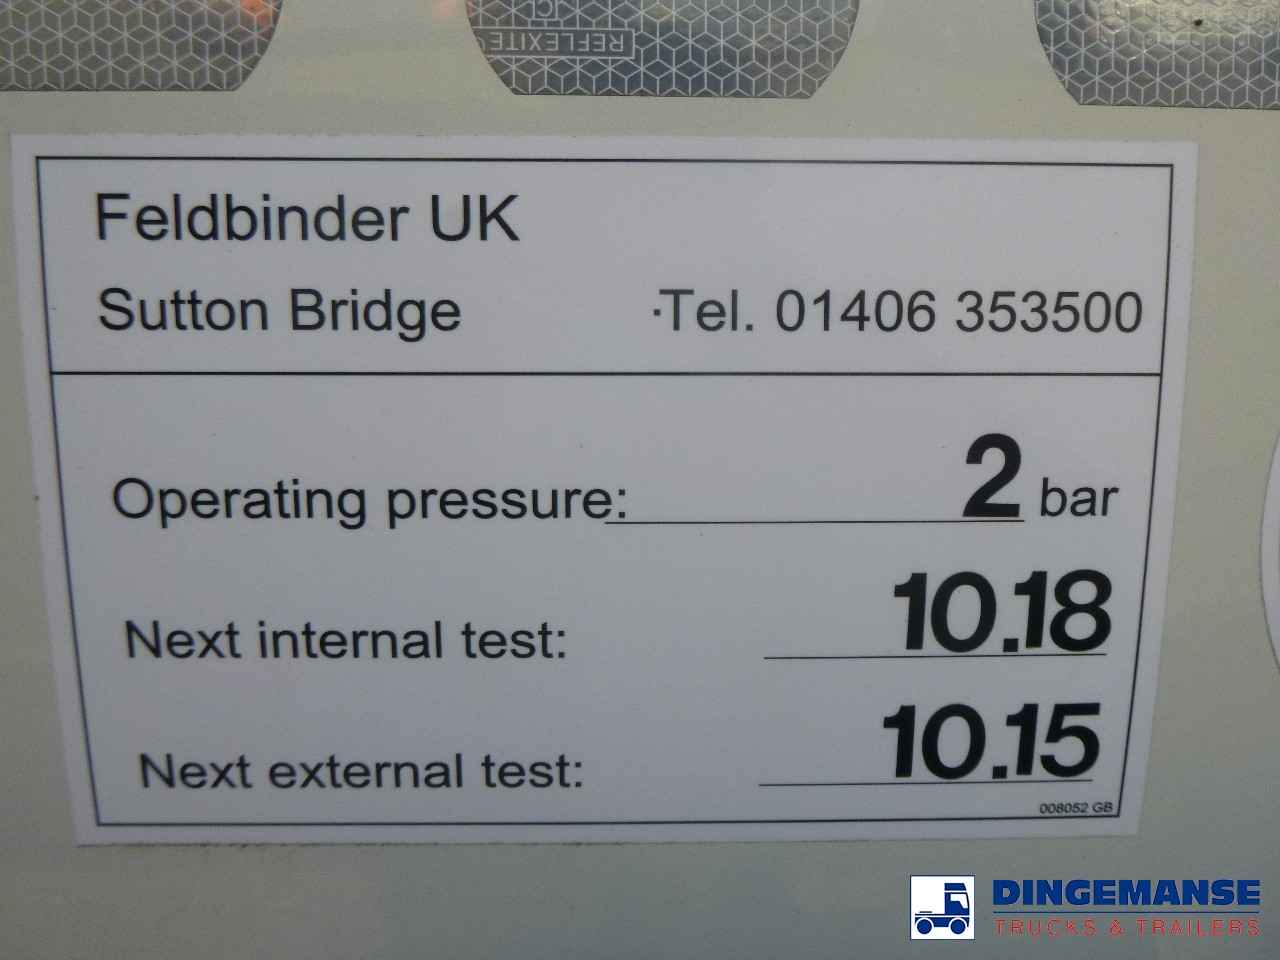 JCL
REFLEXITE
Feldbinder UK
Sutton Bridge ·Tel. 01406 353500
Operating pressure: 2 bar
Next internal test: 10.18
Next external test: 10.15
008052 GB
DINGEMANSE
TRUCKS & TRAILERS